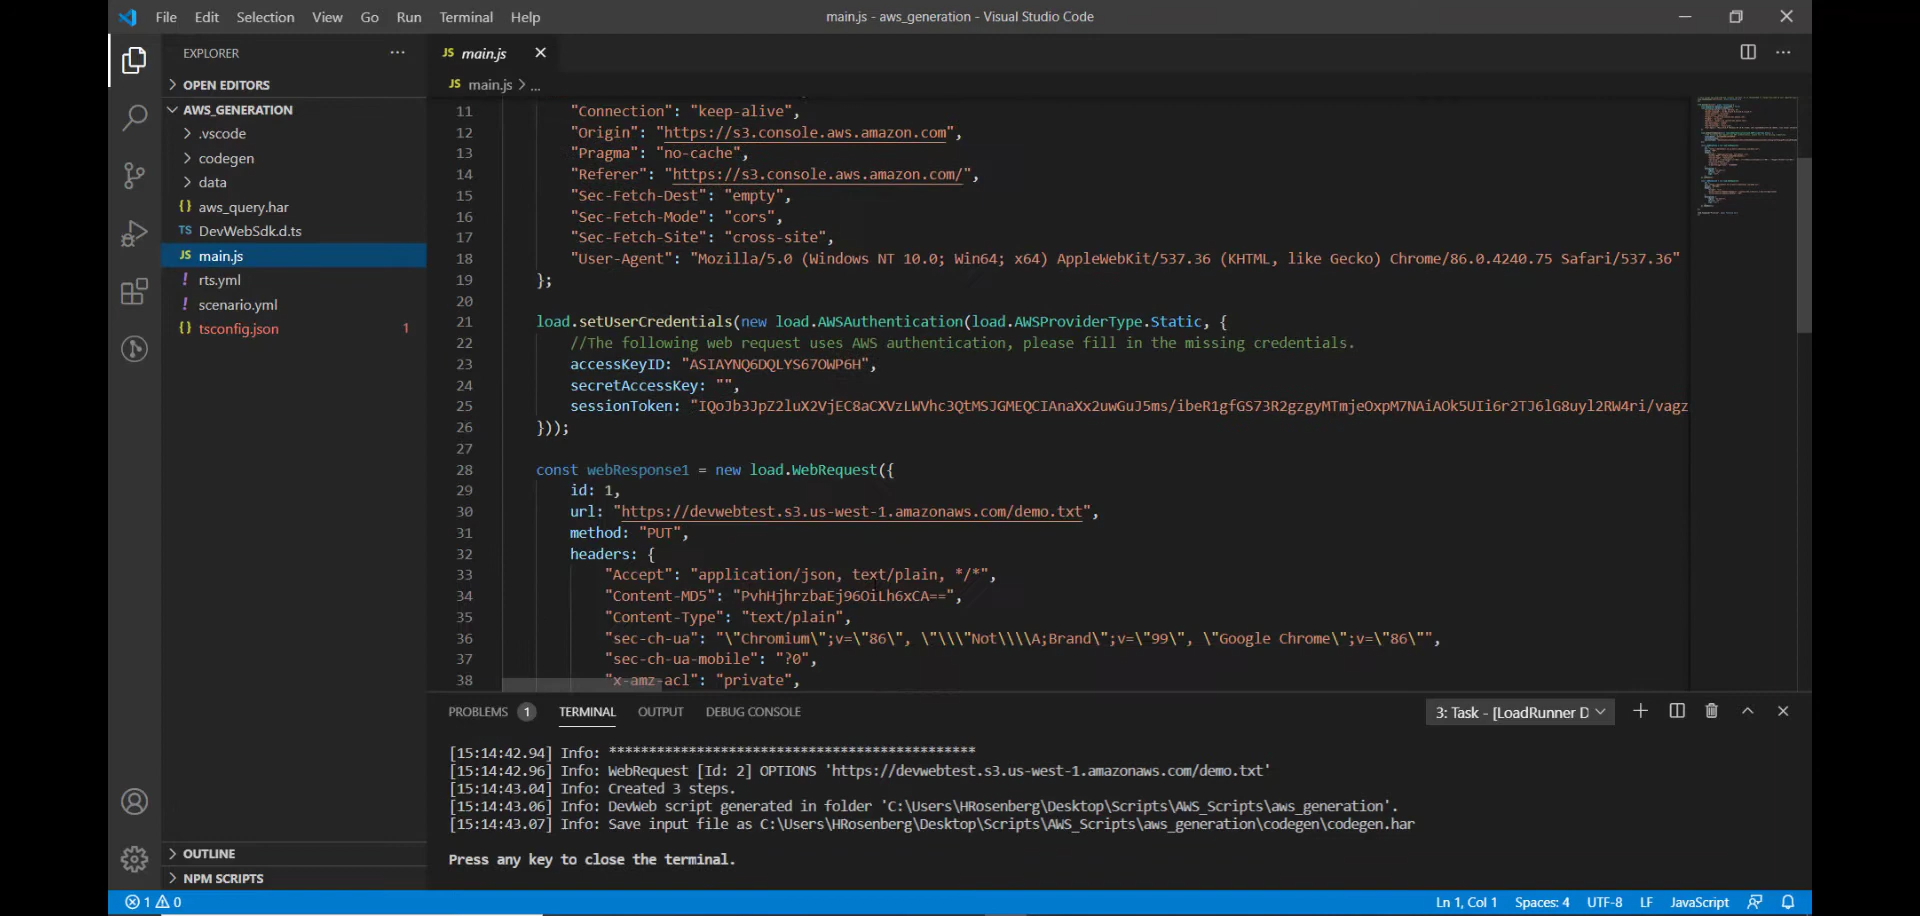 File Edit Selection View Go Run Terminal Help
main.js - aws_generation - Visual Studio Code
EXPLORER
OPEN EDITORS
AWS_GENERATION
.vscode
codegen
data
aws_query.har
TS DevWebSdk.d.ts
JS main.js
rts.yml
scenario.yml
tsconfig.json 1
OUTLINE
NPM SCRIPTS
JS main.js
JS main.js > ...
11 "Connection": "keep-alive",
12 "Origin": "https://s3.console.aws.amazon.com",
13 "Pragma": "no-cache",
14 "Referer": "https://s3.console.aws.amazon.com/",
15 "Sec-Fetch-Dest": "empty",
16 "Sec-Fetch-Mode": "cors",
17 "Sec-Fetch-Site": "cross-site",
18 "User-Agent": "Mozilla/5.0 (Windows NT 10.0; Win64; x64) AppleWebKit/537.36 (KHTML, like Gecko) Chrome/86.0.4240.75 Safari/537.36"
19 };
20
21 load.setUserCredentials(new load.AWSAuthentication(load.AWSProviderType.Static, {
22 //The following web request uses AWS authentication, please fill in the missing credentials.
23 accessKeyID: "ASIAYNQ6DQLYS67OWP6H",
24 secretAccessKey: "",
25 sessionToken: "IQoJb3JpZ2luX2VjEC8aCXVzLWVhc3QtMSJGMEQCIAnaXx2uwGuJ5ms/ibeR1gfGS73R2gzgyMTmjeOxpM7NAiAOk5UIi6r2TJ6lG8uyl2RW4ri/vagz
26 }));
27
28 const webResponse1 = new load.WebRequest({
29 id: 1,
30 url: "https://devwebtest.s3.us-west-1.amazonaws.com/demo.txt",
31 method: "PUT",
32 headers: {
33 "Accept": "application/json, text/plain, */*",
34 "Content-MD5": "PvhHjhrzbaEj96OiLh6xCA==",
35 "Content-Type": "text/plain",
36 "sec-ch-ua": "\"Chromium\";v=\"86\", \"\\\"Not\\\\A;Brand\";v=\"99\", \"Google Chrome\";v=\"86\"",
37 "sec-ch-ua-mobile": "?0",
38 "x-amz-acl": "private",
PROBLEMS 1 TERMINAL OUTPUT DEBUG CONSOLE 3: Task - [LoadRunner D
[15:14:42.94] Info: **********************************************
[15:14:42.96] Info: WebRequest [Id: 2] OPTIONS 'https://devwebtest.s3.us-west-1.amazonaws.com/demo.txt'
[15:14:43.04] Info: Created 3 steps.
[15:14:43.06] Info: DevWeb script generated in folder 'C:\Users\HRosenberg\Desktop\Scripts\AWS_Scripts\aws_generation'.
[15:14:43.07] Info: Save input file as C:\Users\HRosenberg\Desktop\Scripts\AWS_Scripts\aws_generation\codegen\codegen.har
Press any key to close the terminal.
1 0 Ln 1, Col 1 Spaces: 4 UTF-8 LF JavaScript